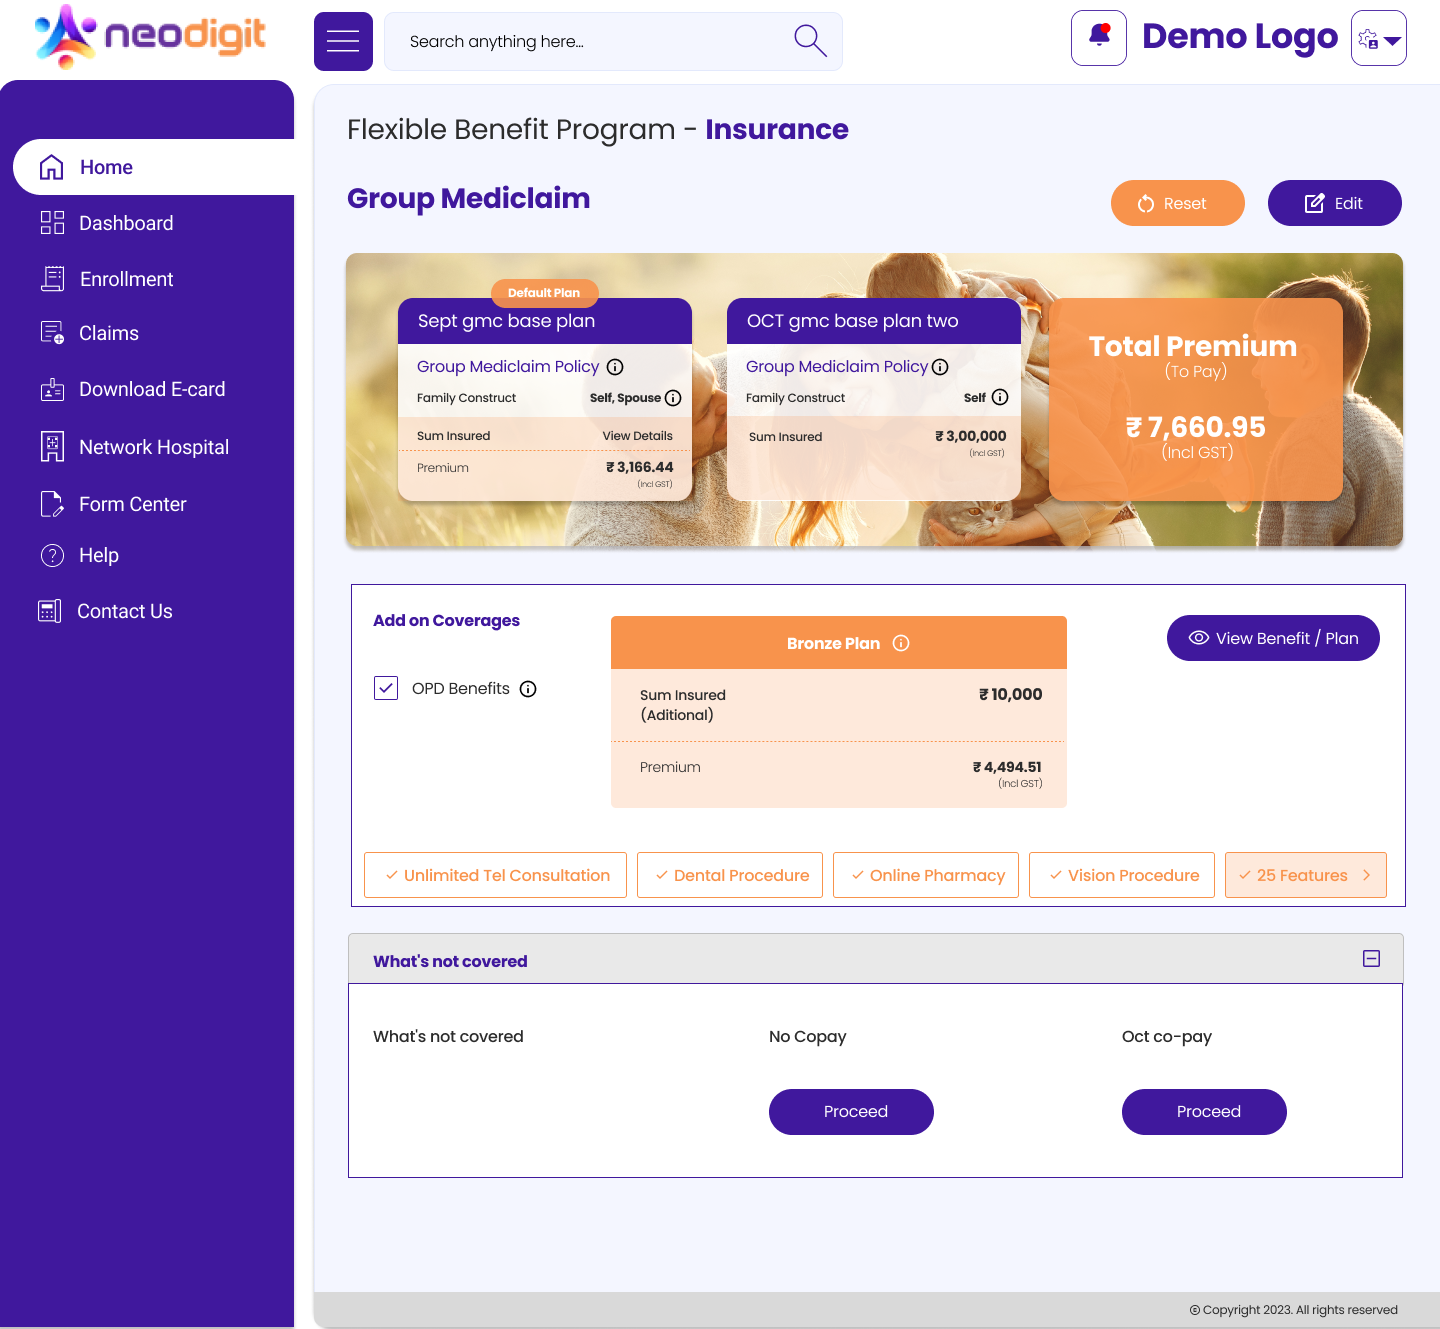 neodigit
Search anything here...
Demo Logo
Home
Dashboard
Enrollment
Claims
Download E-card
Network Hospital
Form Center
Help
Contact Us
Flexible Benefit Program - Insurance
Group Mediclaim
Reset
Edit
Default Plan
Sept gmc base plan
Group Mediclaim Policy
Family Construct Self, Spouse
Sum Insured View Details
Premium ₹ 3,166.44
(Incl GST)
OCT gmc base plan two
Group Mediclaim Policy
Family Construct Self
Sum Insured ₹ 3,00,000
(Incl GST)
Total Premium
(To Pay)
₹ 7,660.95
(Incl GST)
Add on Coverages
OPD Benefits
Bronze Plan
Sum Insured ₹ 10,000
(Aditional)
Premium ₹ 4,494.51
(Incl GST)
View Benefit / Plan
Unlimited Tel Consultation
Dental Procedure
Online Pharmacy
Vision Procedure
25 Features
What's not covered
What's not covered No Copay Oct co-pay
Proceed Proceed
© Copyright 2023. All rights reserved